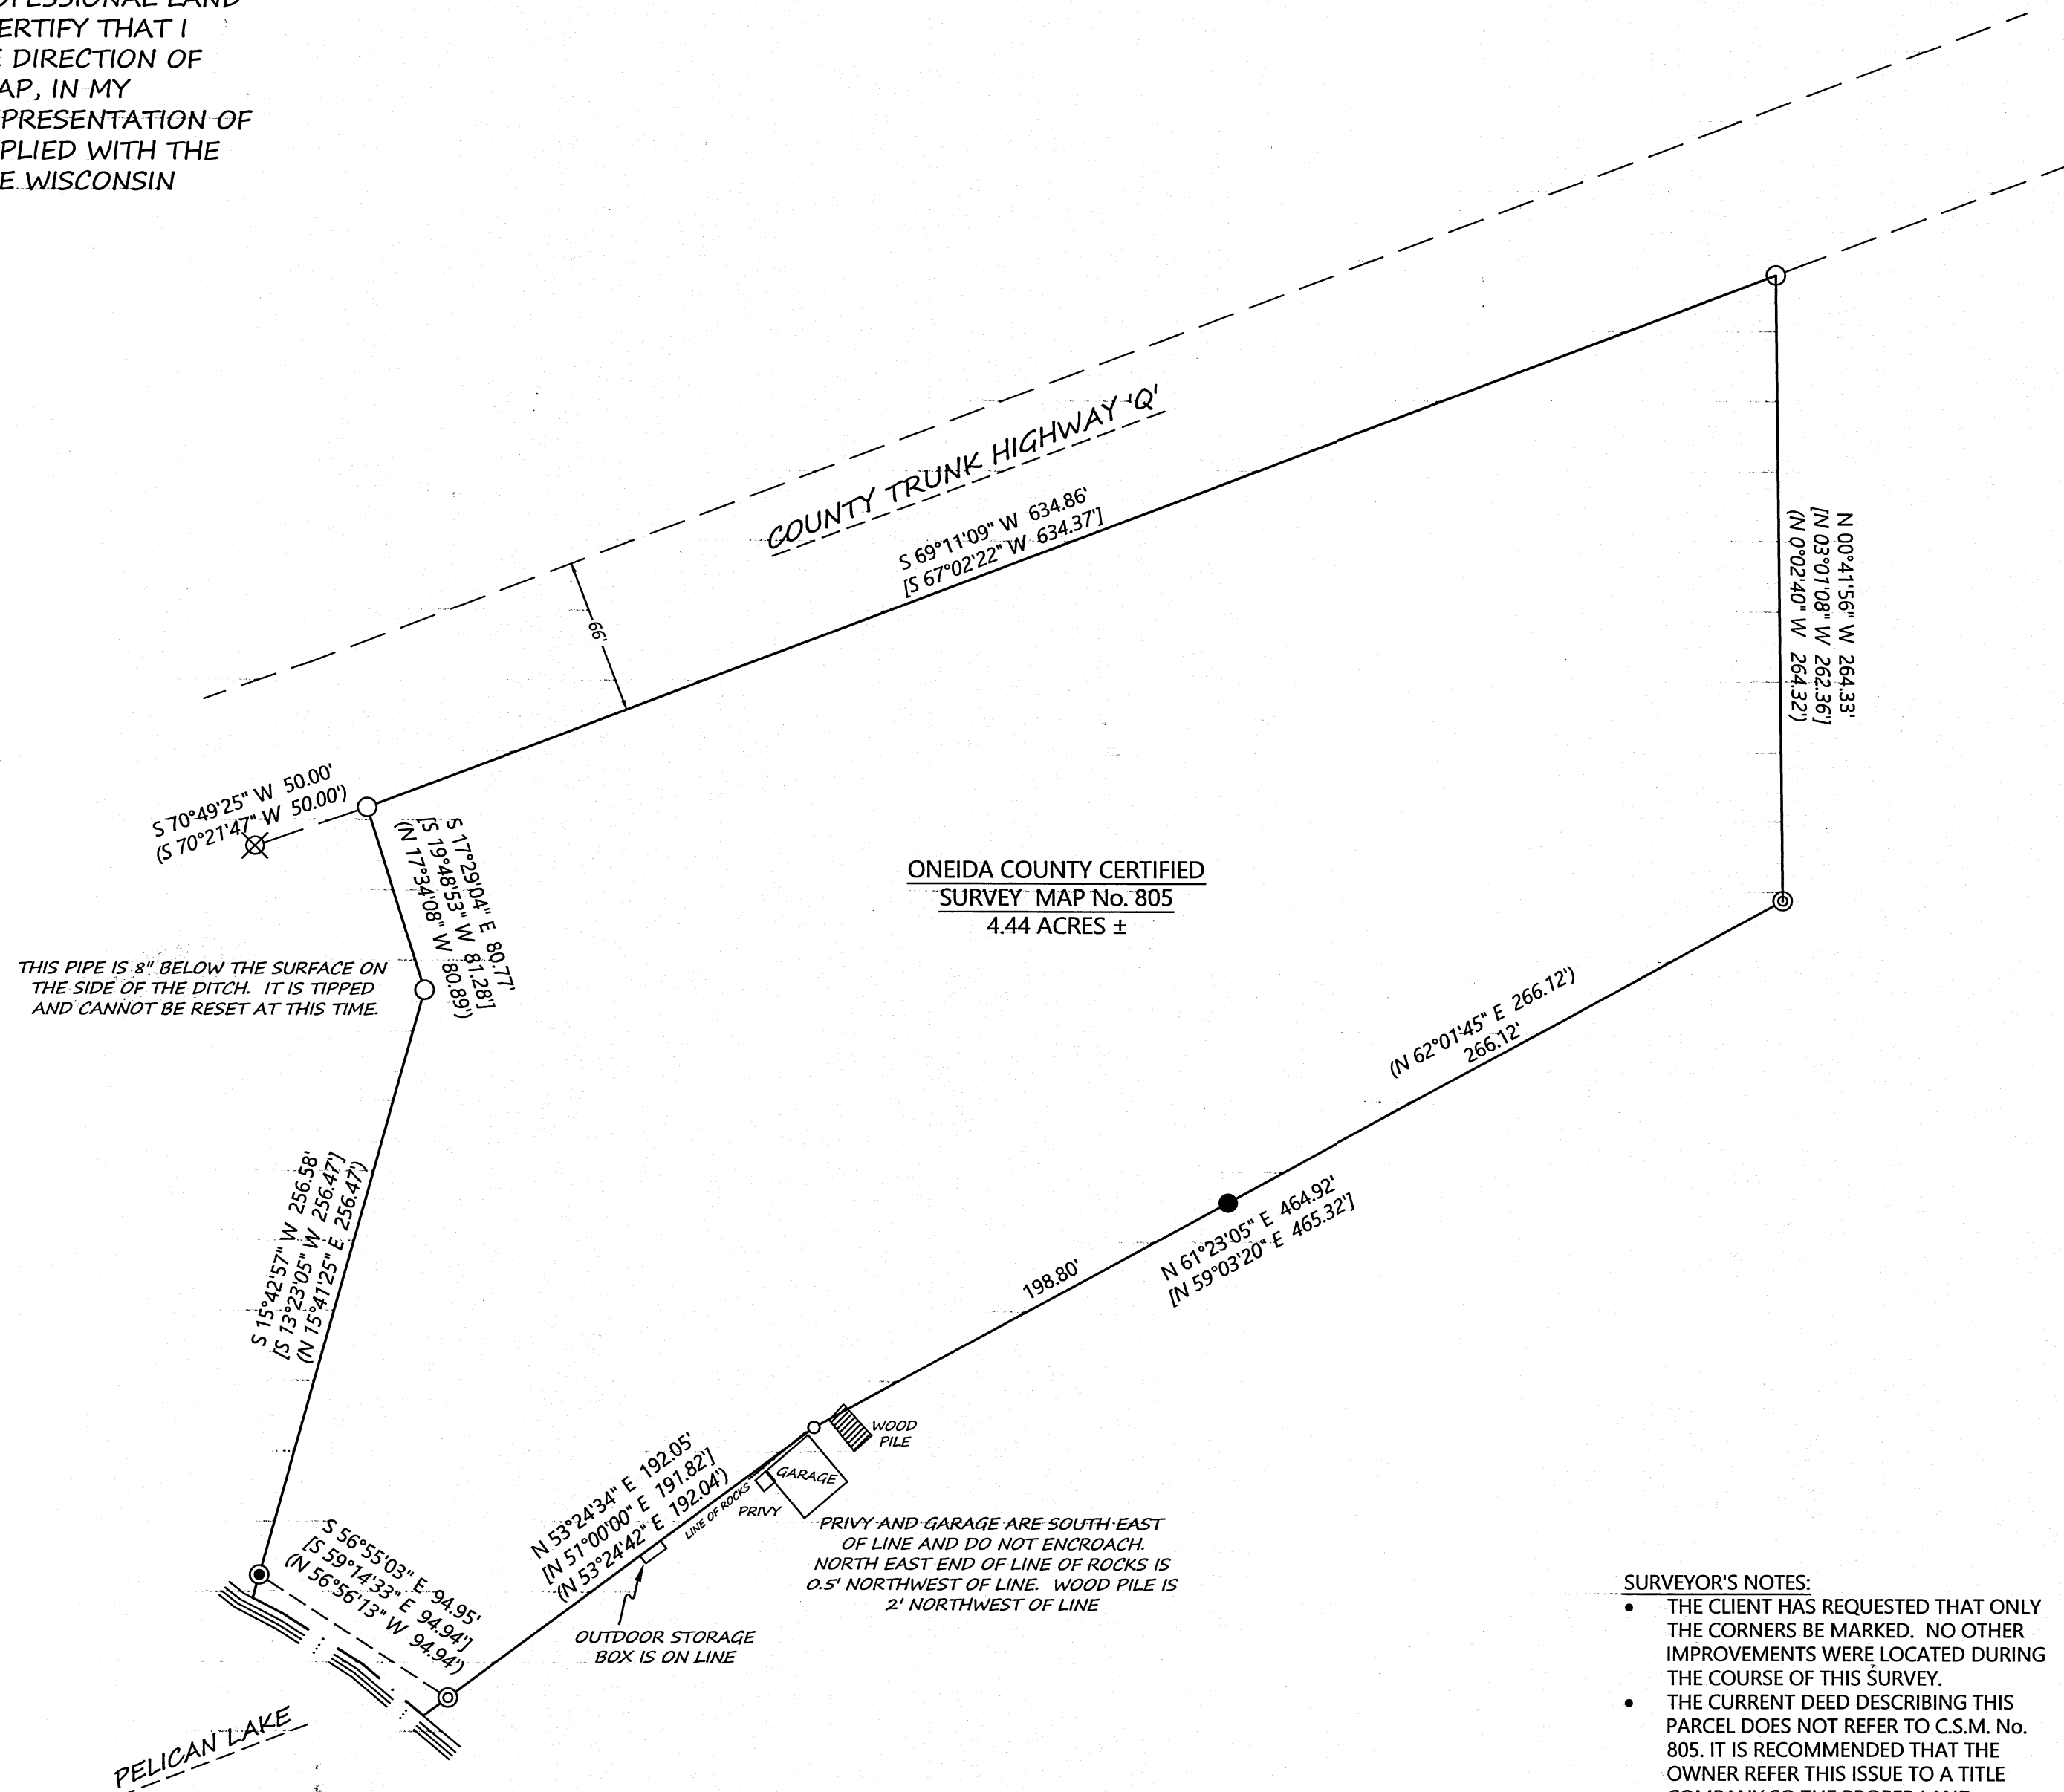 OFESSIONAL LAND
ERTIFY THAT I
E DIRECTION OF
AP, IN MY
PRESENTATION OF
PLIED WITH THE
E WISCONSIN
COUNTY TRUNK HIGHWAY 'Q'
S 69°11'09" W 634.86'
[S 67°02'22" W 634.37']
66'
N 00°41'56" W 264.33'
[N 03°01'08" W 262.36']
(N 0°02'40" W 264.32')
S 70°49'25" W 50.00'
(S 70°21'47" W 50.00')
S 17°29'04" E 80.77'
[S 19°48'53" W 81.28']
(N 17°34'08" W 80.89')
ONEIDA COUNTY CERTIFIED
SURVEY MAP No. 805
4.44 ACRES ±
THIS PIPE IS 8" BELOW THE SURFACE ON
THE SIDE OF THE DITCH. IT IS TIPPED
AND CANNOT BE RESET AT THIS TIME.
(N 62°01'45" E 266.12')
266.12'
S 15°42'57" W 256.58'
[S 13°23'05" W 256.47']
(N 15°41'25" E 256.47')
N 61°23'05" E 464.92'
[N 59°03'20" E 465.32']
198.80'
WOOD
PILE
GARAGE
PRIVY
LINE OF ROCKS
N 53°24'34" E 192.05'
[N 51°00'00" E 191.82']
(N 53°24'42" E 192.04')
PRIVY AND GARAGE ARE SOUTH EAST
OF LINE AND DO NOT ENCROACH.
NORTH EAST END OF LINE OF ROCKS IS
0.5' NORTHWEST OF LINE. WOOD PILE IS
2' NORTHWEST OF LINE
S 56°55'03" E 94.95'
[S 59°14'33" E 94.94']
(N 56°56'13" W 94.94')
OUTDOOR STORAGE
BOX IS ON LINE
PELICAN LAKE
SURVEYOR'S NOTES:
• THE CLIENT HAS REQUESTED THAT ONLY
THE CORNERS BE MARKED. NO OTHER
IMPROVEMENTS WERE LOCATED DURING
THE COURSE OF THIS SURVEY.
• THE CURRENT DEED DESCRIBING THIS
PARCEL DOES NOT REFER TO C.S.M. No.
805. IT IS RECOMMENDED THAT THE
OWNER REFER THIS ISSUE TO A TITLE
COMPANY SO THE PROPER LAND